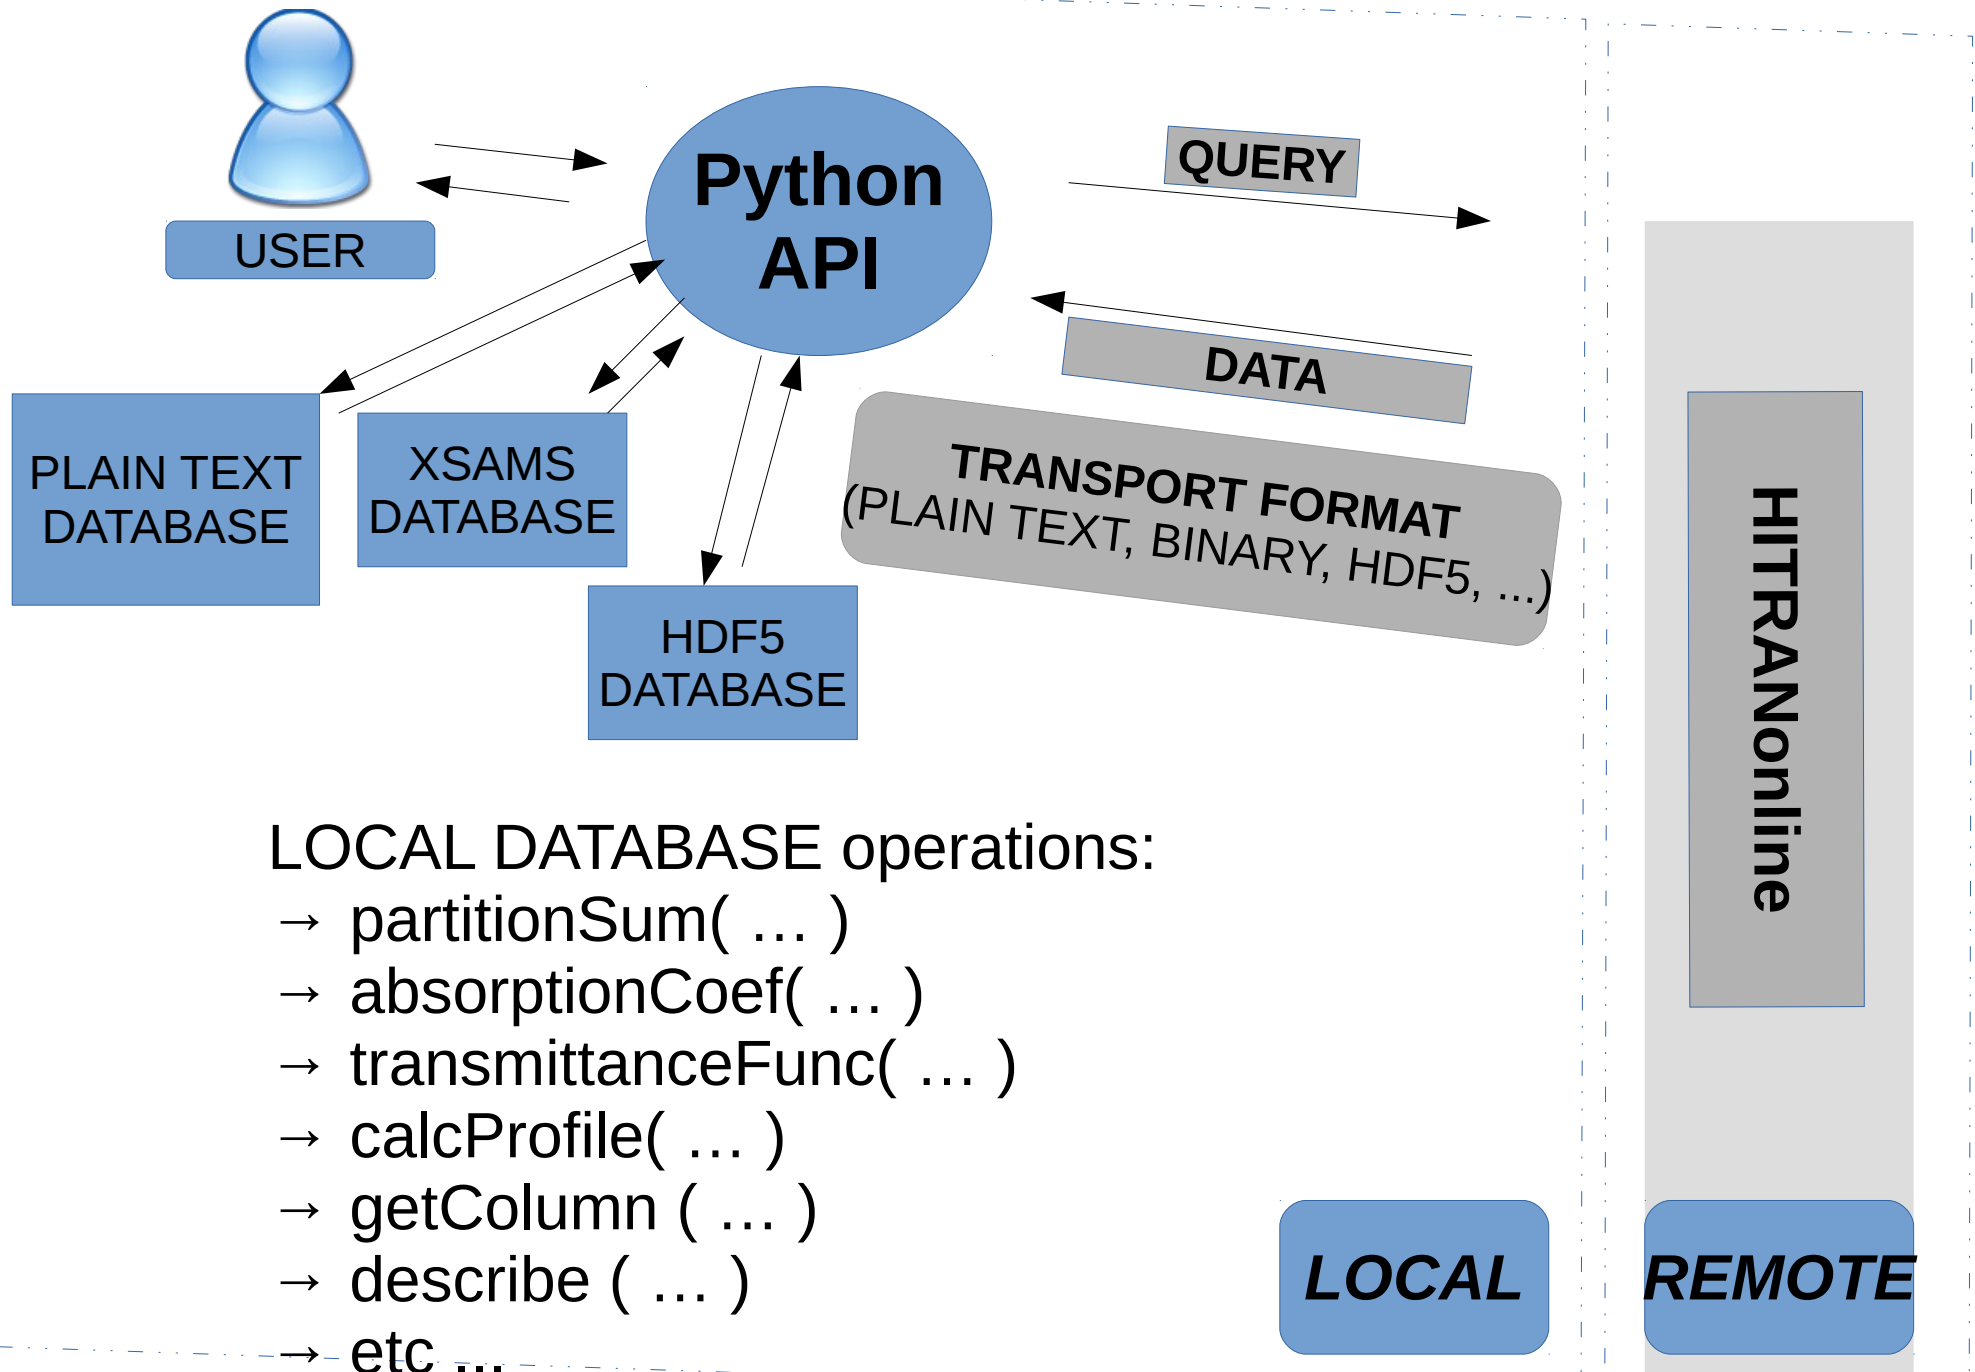 USER
Python
API
QUERY
DATA
TRANSPORT FORMAT
(PLAIN TEXT, BINARY, HDF5, ...)
PLAIN TEXT
DATABASE
XSAMS
DATABASE
HDF5
DATABASE
HITRANonline
LOCAL DATABASE operations:
→ partitionSum( … )
→ absorptionCoef( … )
→ transmittanceFunc( … )
→ calcProfile( … )
→ getColumn ( … )
→ describe ( … )
→ etc ...
LOCAL
REMOTE